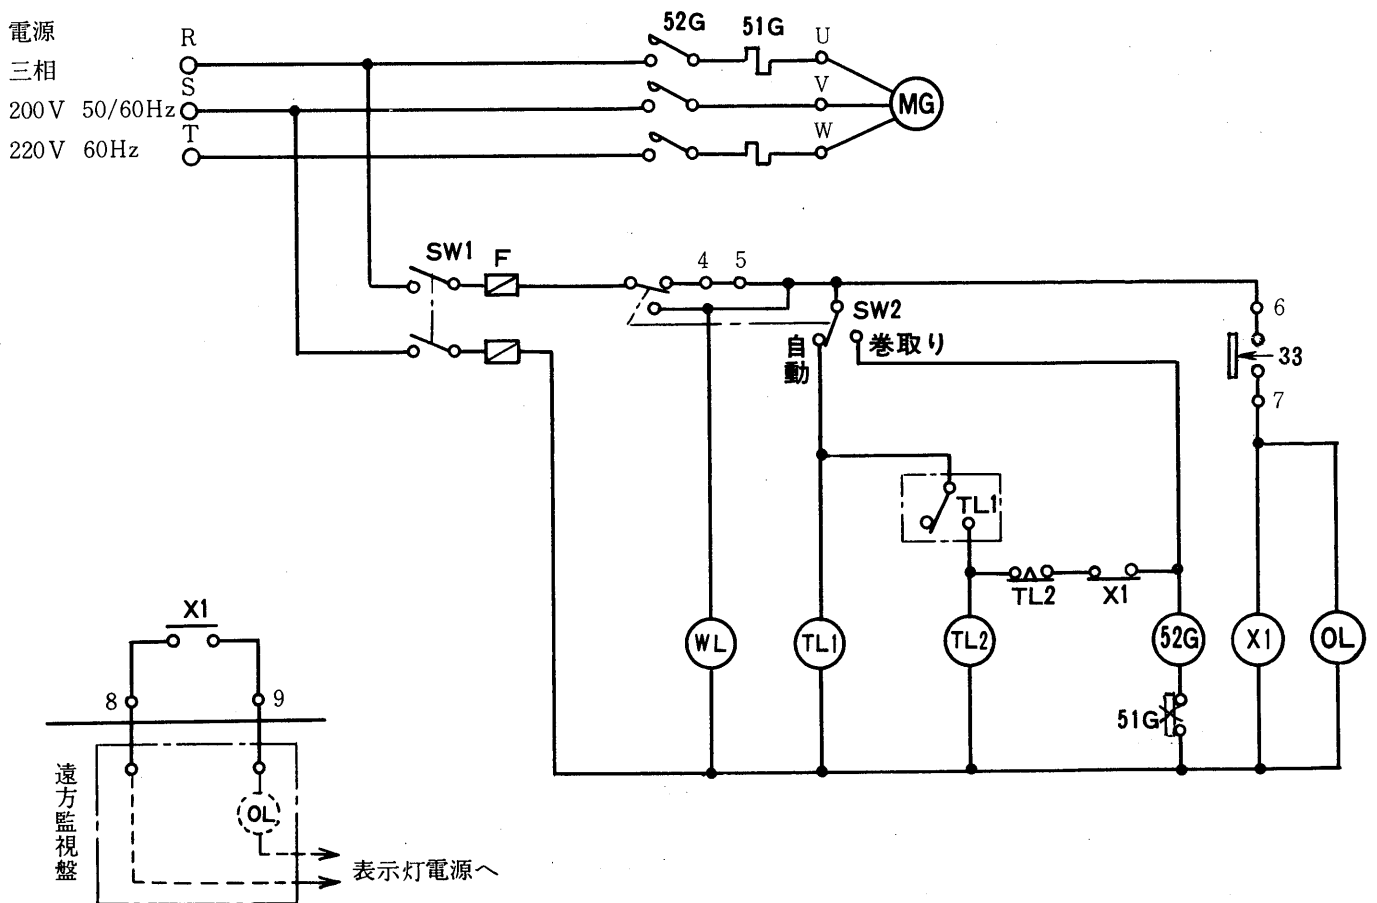 電源
三相
200V 50/60Hz
220V 60Hz
R
S
T
52G
51G
U
V
W
MG
SW1
F
4
5
SW2
自動
巻取り
6
33
7
TL1
TL2
X1
WL
TL1
TL2
52G
X1
OL
51G
X1
8
9
遠方監視盤
OL
表示灯電源へ